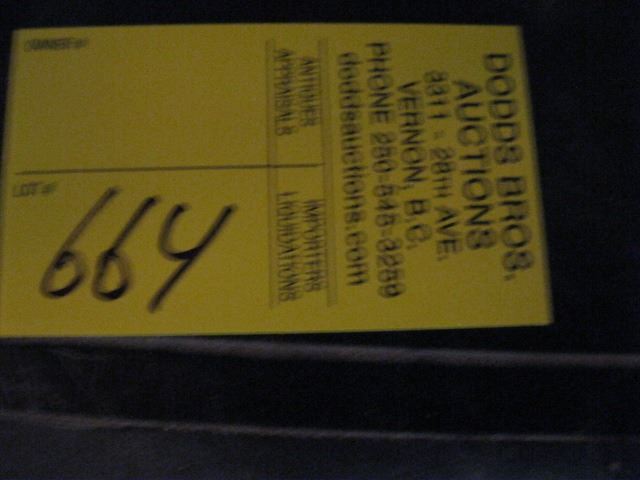 DODDS BROS.
AUCTIONS
3311 - 28TH AVE.
VERNON, B.C.
PHONE 250-545-3259
doddsauctions.com
ANTIQUES IMPORTERS
APPRAISALS LIQUIDATIONS
OWNER #
LOT #
664